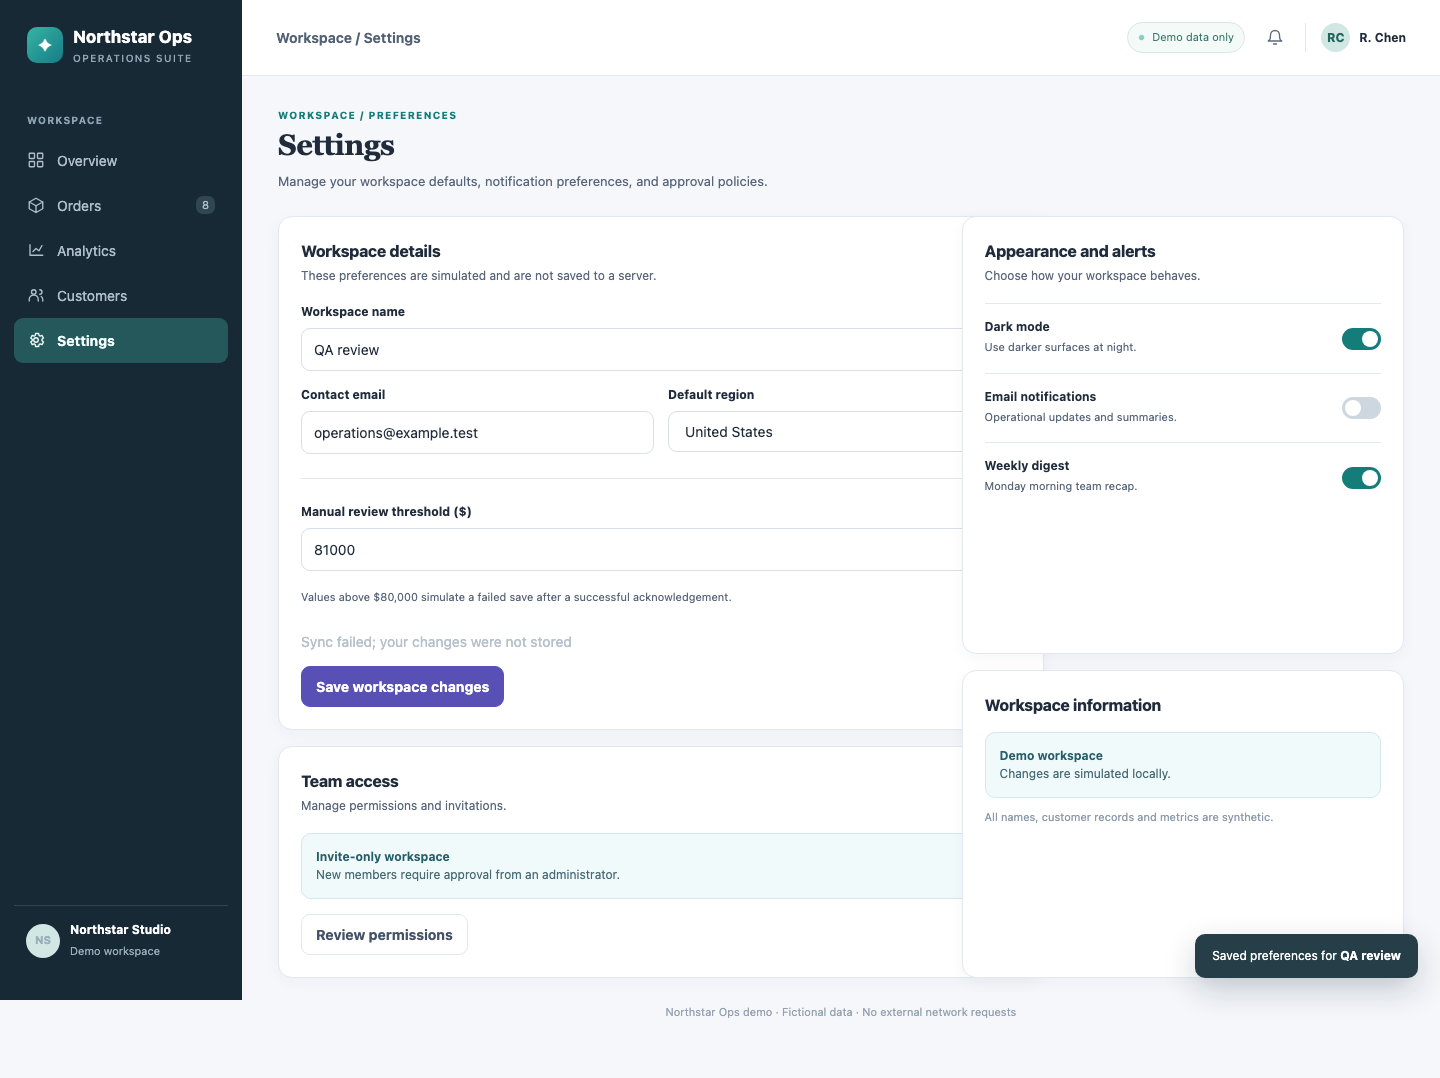 Northstar Ops
OPERATIONS SUITE
WORKSPACE
Overview
Orders
8
Analytics
Customers
Settings
NS
Northstar Studio
Demo workspace
Workspace / Settings
Demo data only
RC
R. Chen
WORKSPACE / PREFERENCES
Settings
Manage your workspace defaults, notification preferences, and approval policies.
Workspace details
These preferences are simulated and are not saved to a server.
Workspace name
QA review
Contact email
operations@example.test
Default region
United States
Manual review threshold ($)
81000
Values above $80,000 simulate a failed save after a successful acknowledgement.
Sync failed; your changes were not stored
Save workspace changes
Team access
Manage permissions and invitations.
Invite-only workspace
New members require approval from an administrator.
Review permissions
Appearance and alerts
Choose how your workspace behaves.
Dark mode
Use darker surfaces at night.
Email notifications
Operational updates and summaries.
Weekly digest
Monday morning team recap.
Workspace information
Demo workspace
Changes are simulated locally.
All names, customer records and metrics are synthetic.
Saved preferences for QA review
Northstar Ops demo · Fictional data · No external network requests